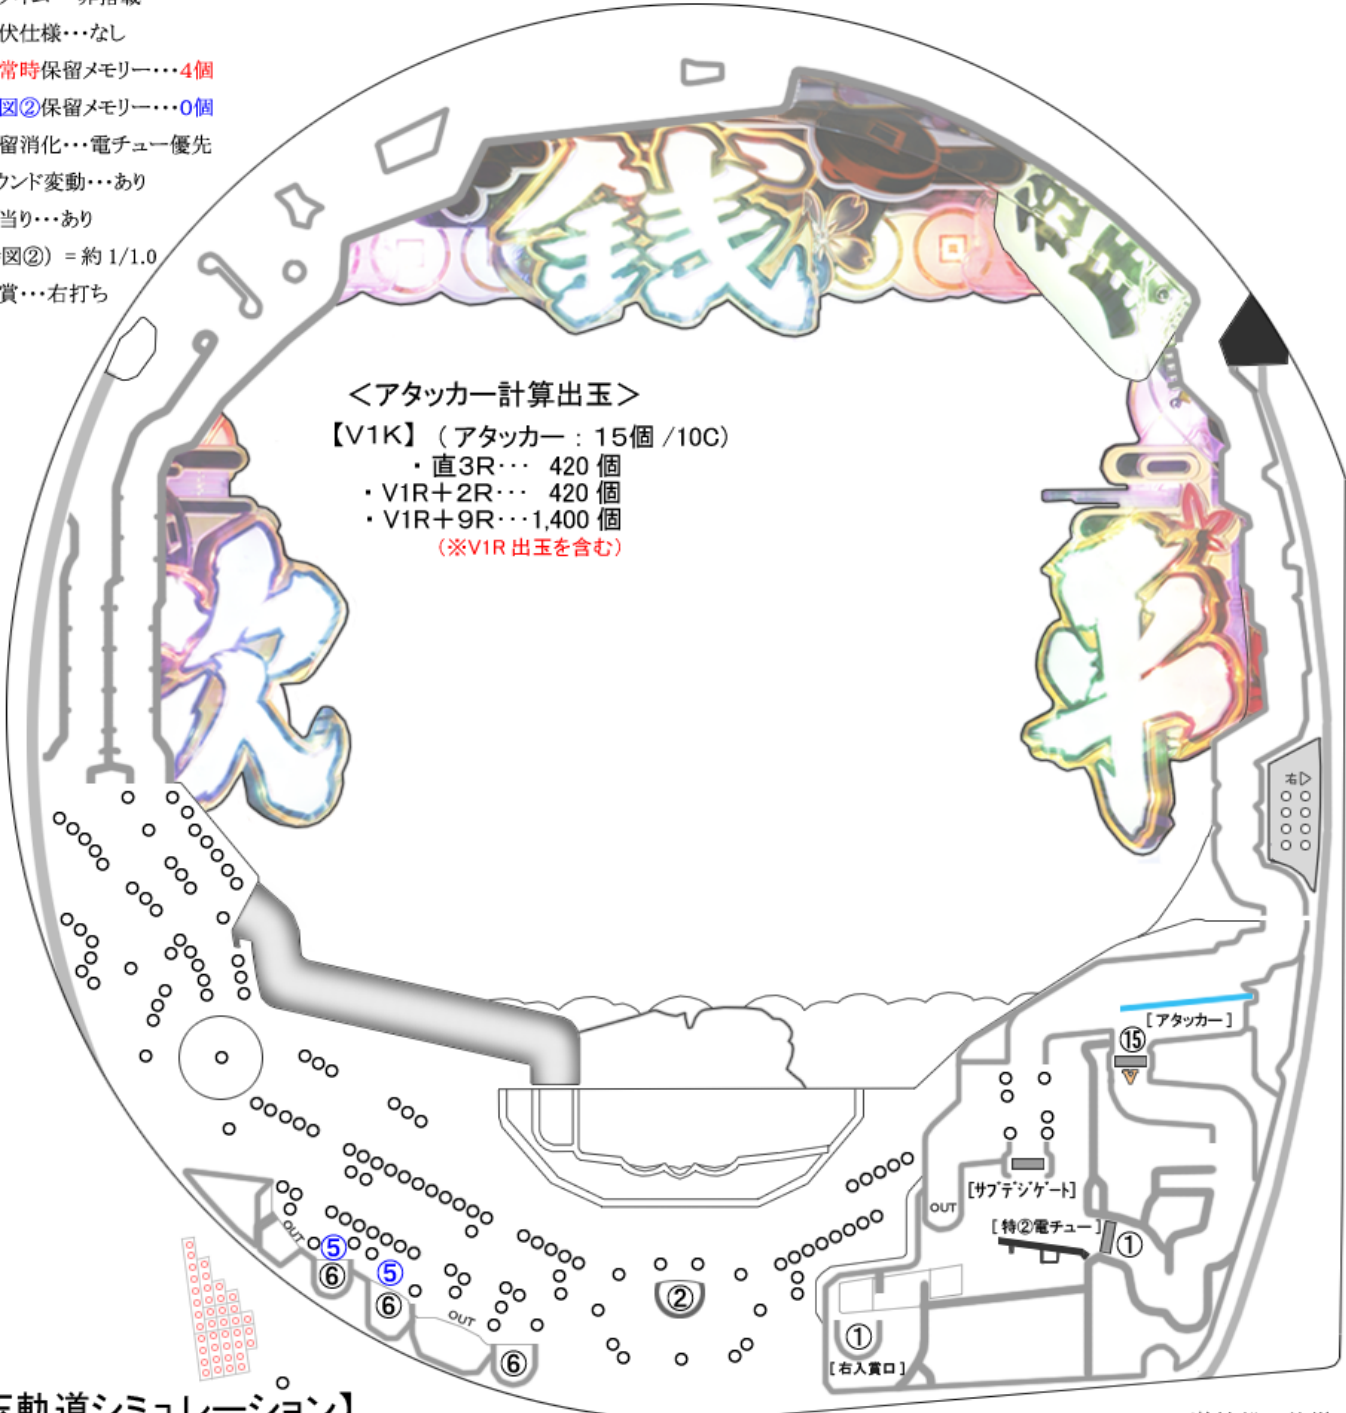 伏仕様･･･なし
常時保留メモリー･･･4個
図②保留メモリー･･･0個
留消化･･･電チュー優先
ウンド変動･･･あり
当り･･･あり
図②) =約 1/1.0
賞･･･右打ち
銭
＜アタッカー計算出玉＞
【V1K】 ( アタッカー : 15個 /10C)
・直3R･･･ 420 個
・V1R＋2R･･･ 420 個
・V1R＋9R･･･1,400 個
(※V1R 出玉を含む)
右▷
[ アタッカー ]
⑮
V
[サブデジゲート]
OUT
[ 特②電チュー ]
①
OUT
⑤
⑥
⑤
⑥
OUT
⑥
②
①
[ 右入賞口 ]
転軌道シミュレーション】